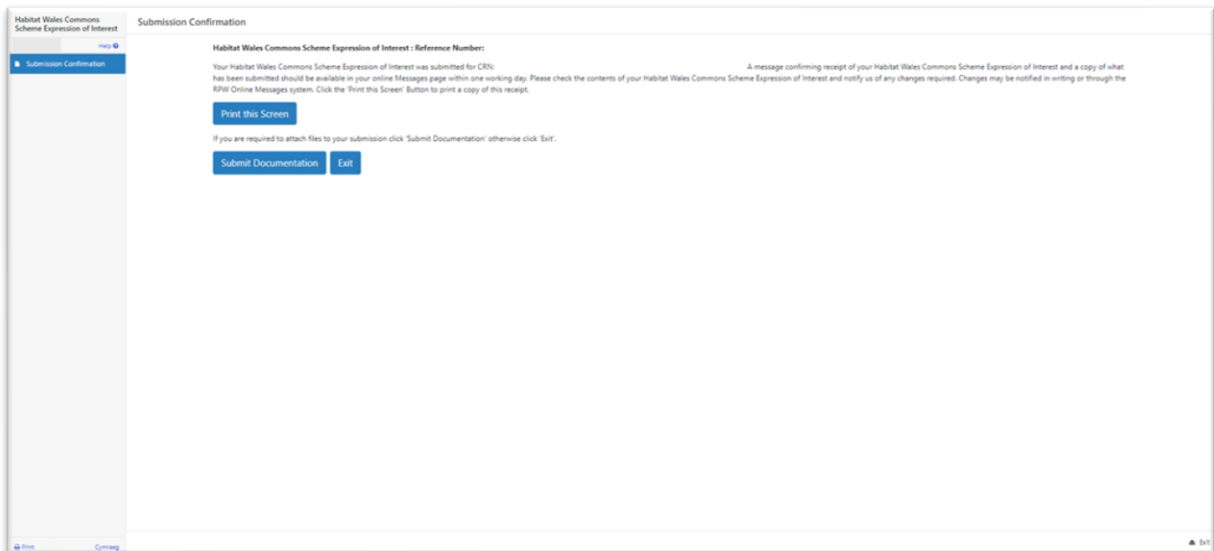 Habitat Wales Commons
Scheme Expression of Interest
Help
Submission Confirmation
Submission Confirmation
Habitat Wales Commons Scheme Expression of Interest : Reference Number:
Your Habitat Wales Commons Scheme Expression of Interest was submitted for CRN: A message confirming receipt of your Habitat Wales Commons Scheme Expression of Interest and a copy of what
has been submitted should be available in your online Messages page within one working day. Please check the contents of your Habitat Wales Commons Scheme Expression of Interest and notify us of any changes required. Changes may be notified in writing or through the
RPW Online Messages system. Click the 'Print this Screen' Button to print a copy of this receipt.
Print this Screen
If you are required to attach files to your submission click 'Submit Documentation' otherwise click 'Exit'.
Submit Documentation Exit
Print Cymraeg
Exit